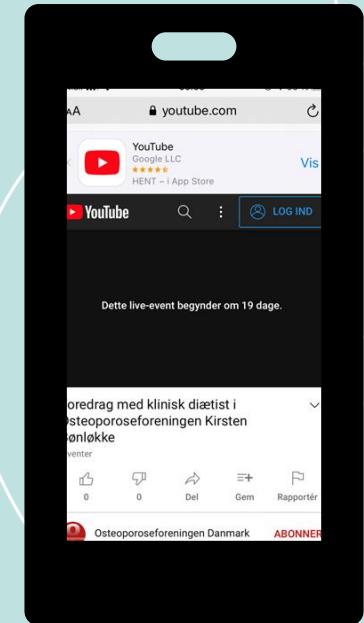 AA youtube.com
YouTube
Google LLC
HENT – i App Store
Vis
YouTube LOG IND
Dette live-event begynder om 19 dage.
oredrag med klinisk diætist i
steoporoseforeningen Kirsten
ønløkke
venter
0 0 Del Gem Rapportér
Osteoporoseforeningen Danmark ABONNER